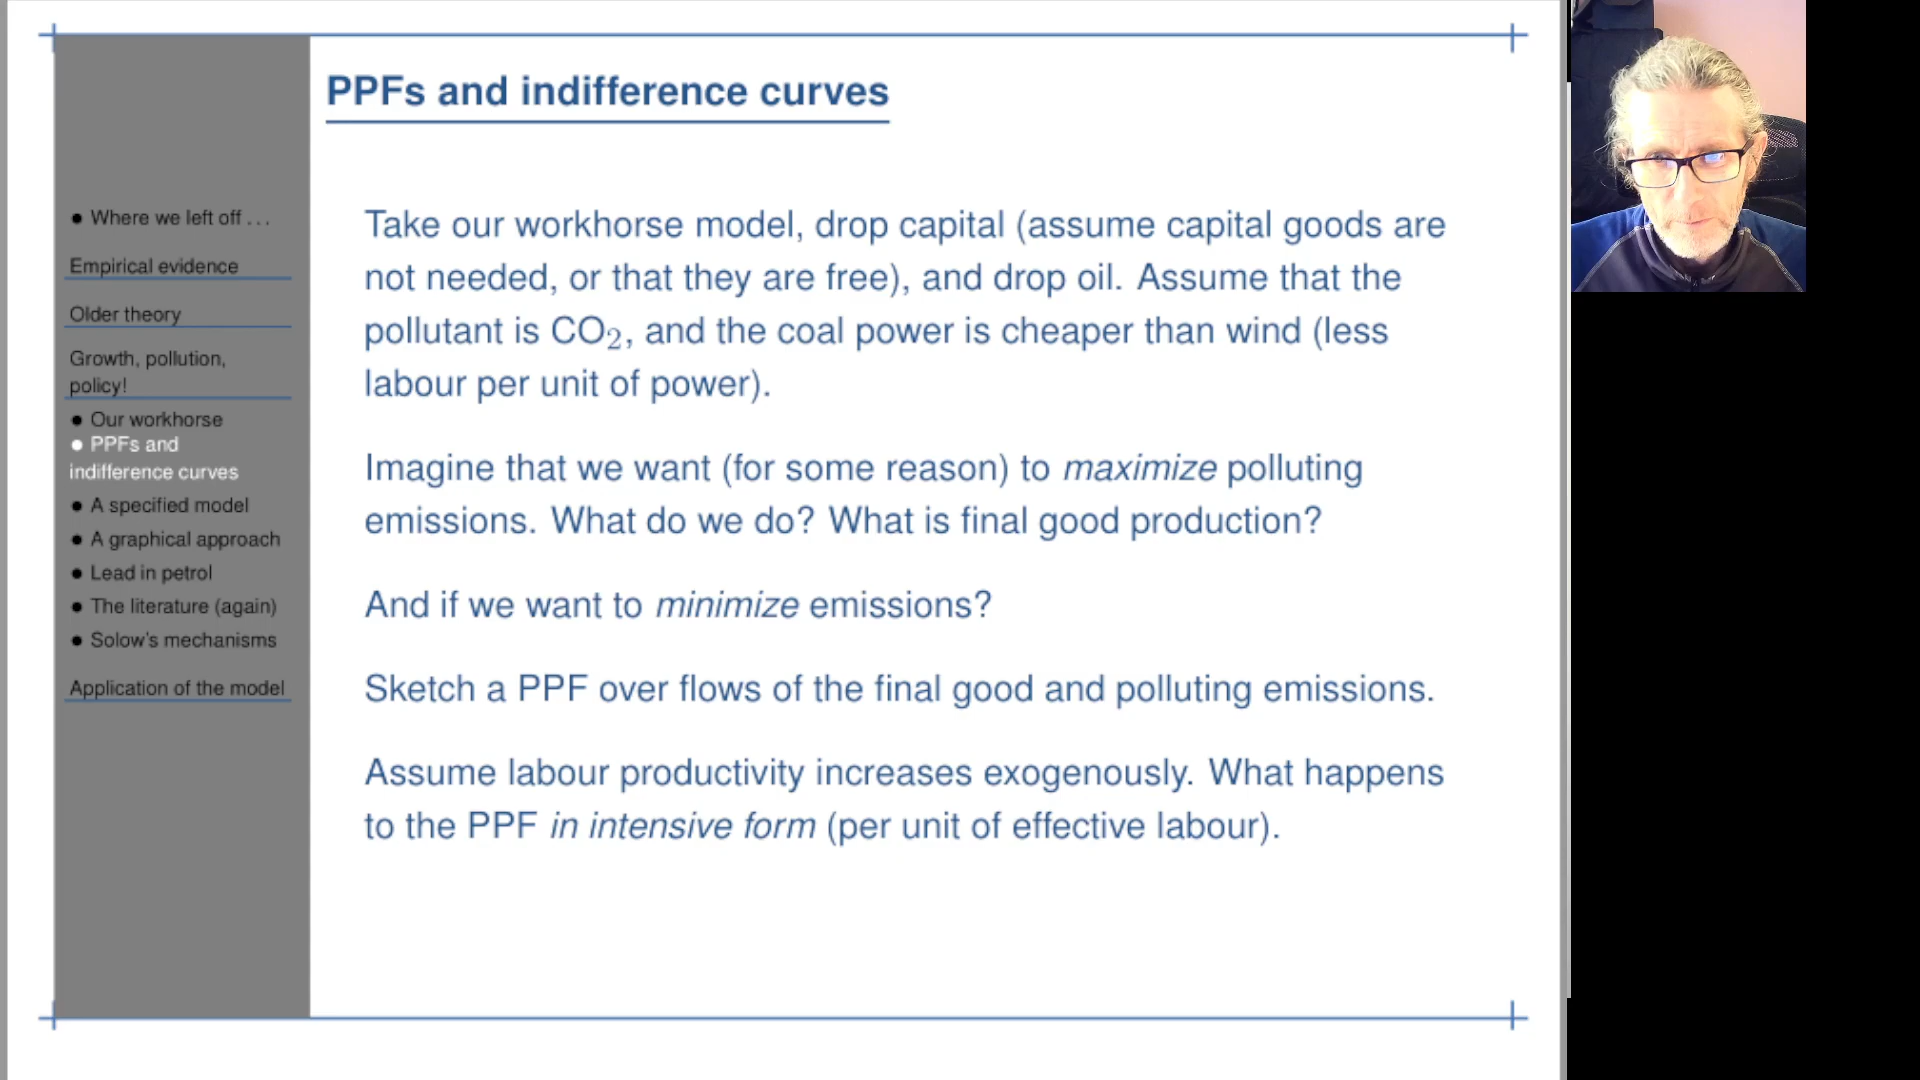 PPFs and indifference curves
● Where we left off . . .
Empirical evidence
Older theory
Growth, pollution,
policy!
● Our workhorse
● PPFs and
indifference curves
● A specified model
● A graphical approach
● Lead in petrol
● The literature (again)
● Solow's mechanisms
Application of the model
Take our workhorse model, drop capital (assume capital goods are
not needed, or that they are free), and drop oil. Assume that the
pollutant is CO₂, and the coal power is cheaper than wind (less
labour per unit of power).
Imagine that we want (for some reason) to maximize polluting
emissions. What do we do? What is final good production?
And if we want to minimize emissions?
Sketch a PPF over flows of the final good and polluting emissions.
Assume labour productivity increases exogenously. What happens
to the PPF in intensive form (per unit of effective labour).